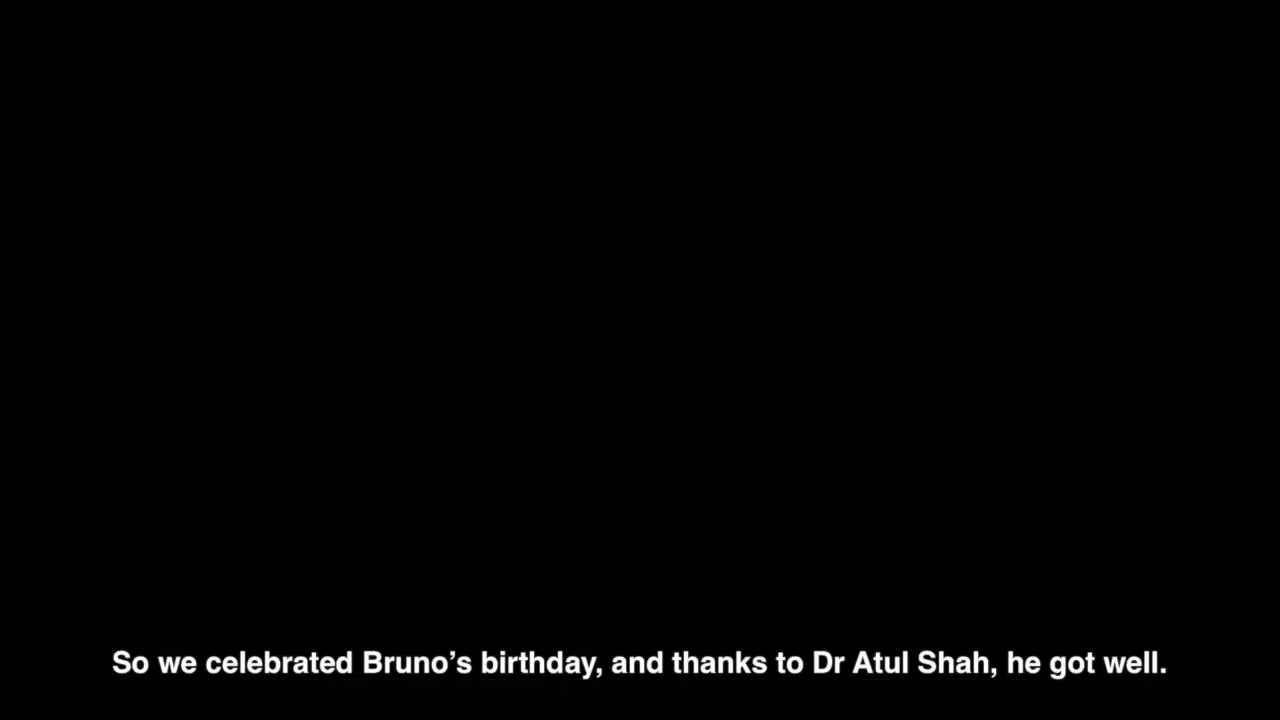 So we celebrated Bruno’s birthday, and thanks to Dr Atul Shah, he got well.